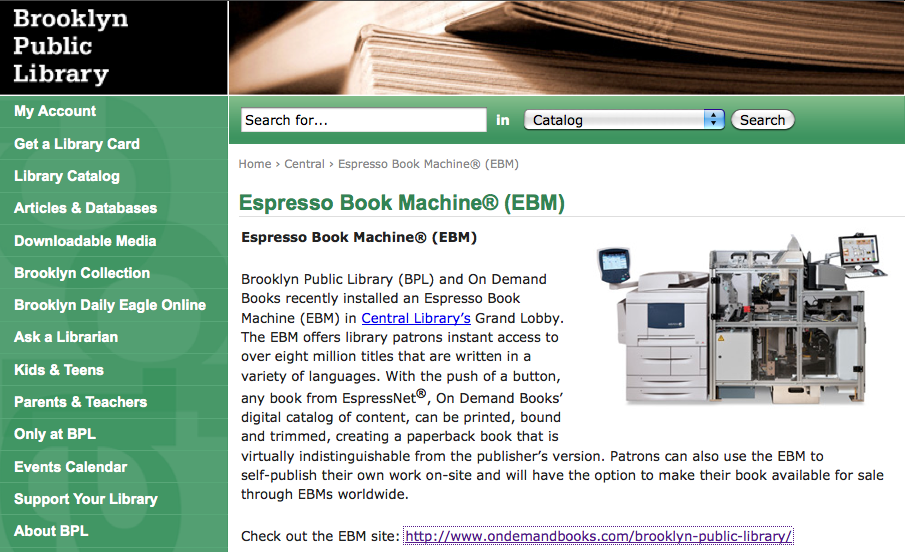 Brooklyn
Public
Library
My Account
Get a Library Card
Library Catalog
Articles & Databases
Downloadable Media
Brooklyn Collection
Brooklyn Daily Eagle Online
Ask a Librarian
Kids & Teens
Parents & Teachers
Only at BPL
Events Calendar
Support Your Library
About BPL
Search for... in Catalog Search
Home › Central › Espresso Book Machine® (EBM)
Espresso Book Machine® (EBM)
Espresso Book Machine® (EBM)
Brooklyn Public Library (BPL) and On Demand
Books recently installed an Espresso Book
Machine (EBM) in Central Library’s Grand Lobby.
The EBM offers library patrons instant access to
over eight million titles that are written in a
variety of languages. With the push of a button,
any book from EspressNet®, On Demand Books’
digital catalog of content, can be printed, bound
and trimmed, creating a paperback book that is
virtually indistinguishable from the publisher’s version. Patrons can also use the EBM to
self-publish their own work on-site and will have the option to make their book available for sale
through EBMs worldwide.
Check out the EBM site: http://www.ondemandbooks.com/brooklyn-public-library/